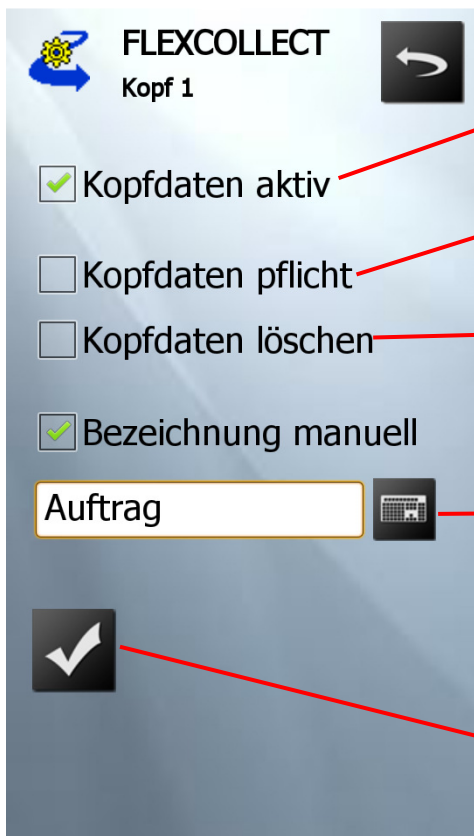 FLEXCOLLECT
Kopf 1
Kopfdaten aktiv
Kopfdaten pflicht
Kopfdaten löschen
Bezeichnung manuell
Auftrag